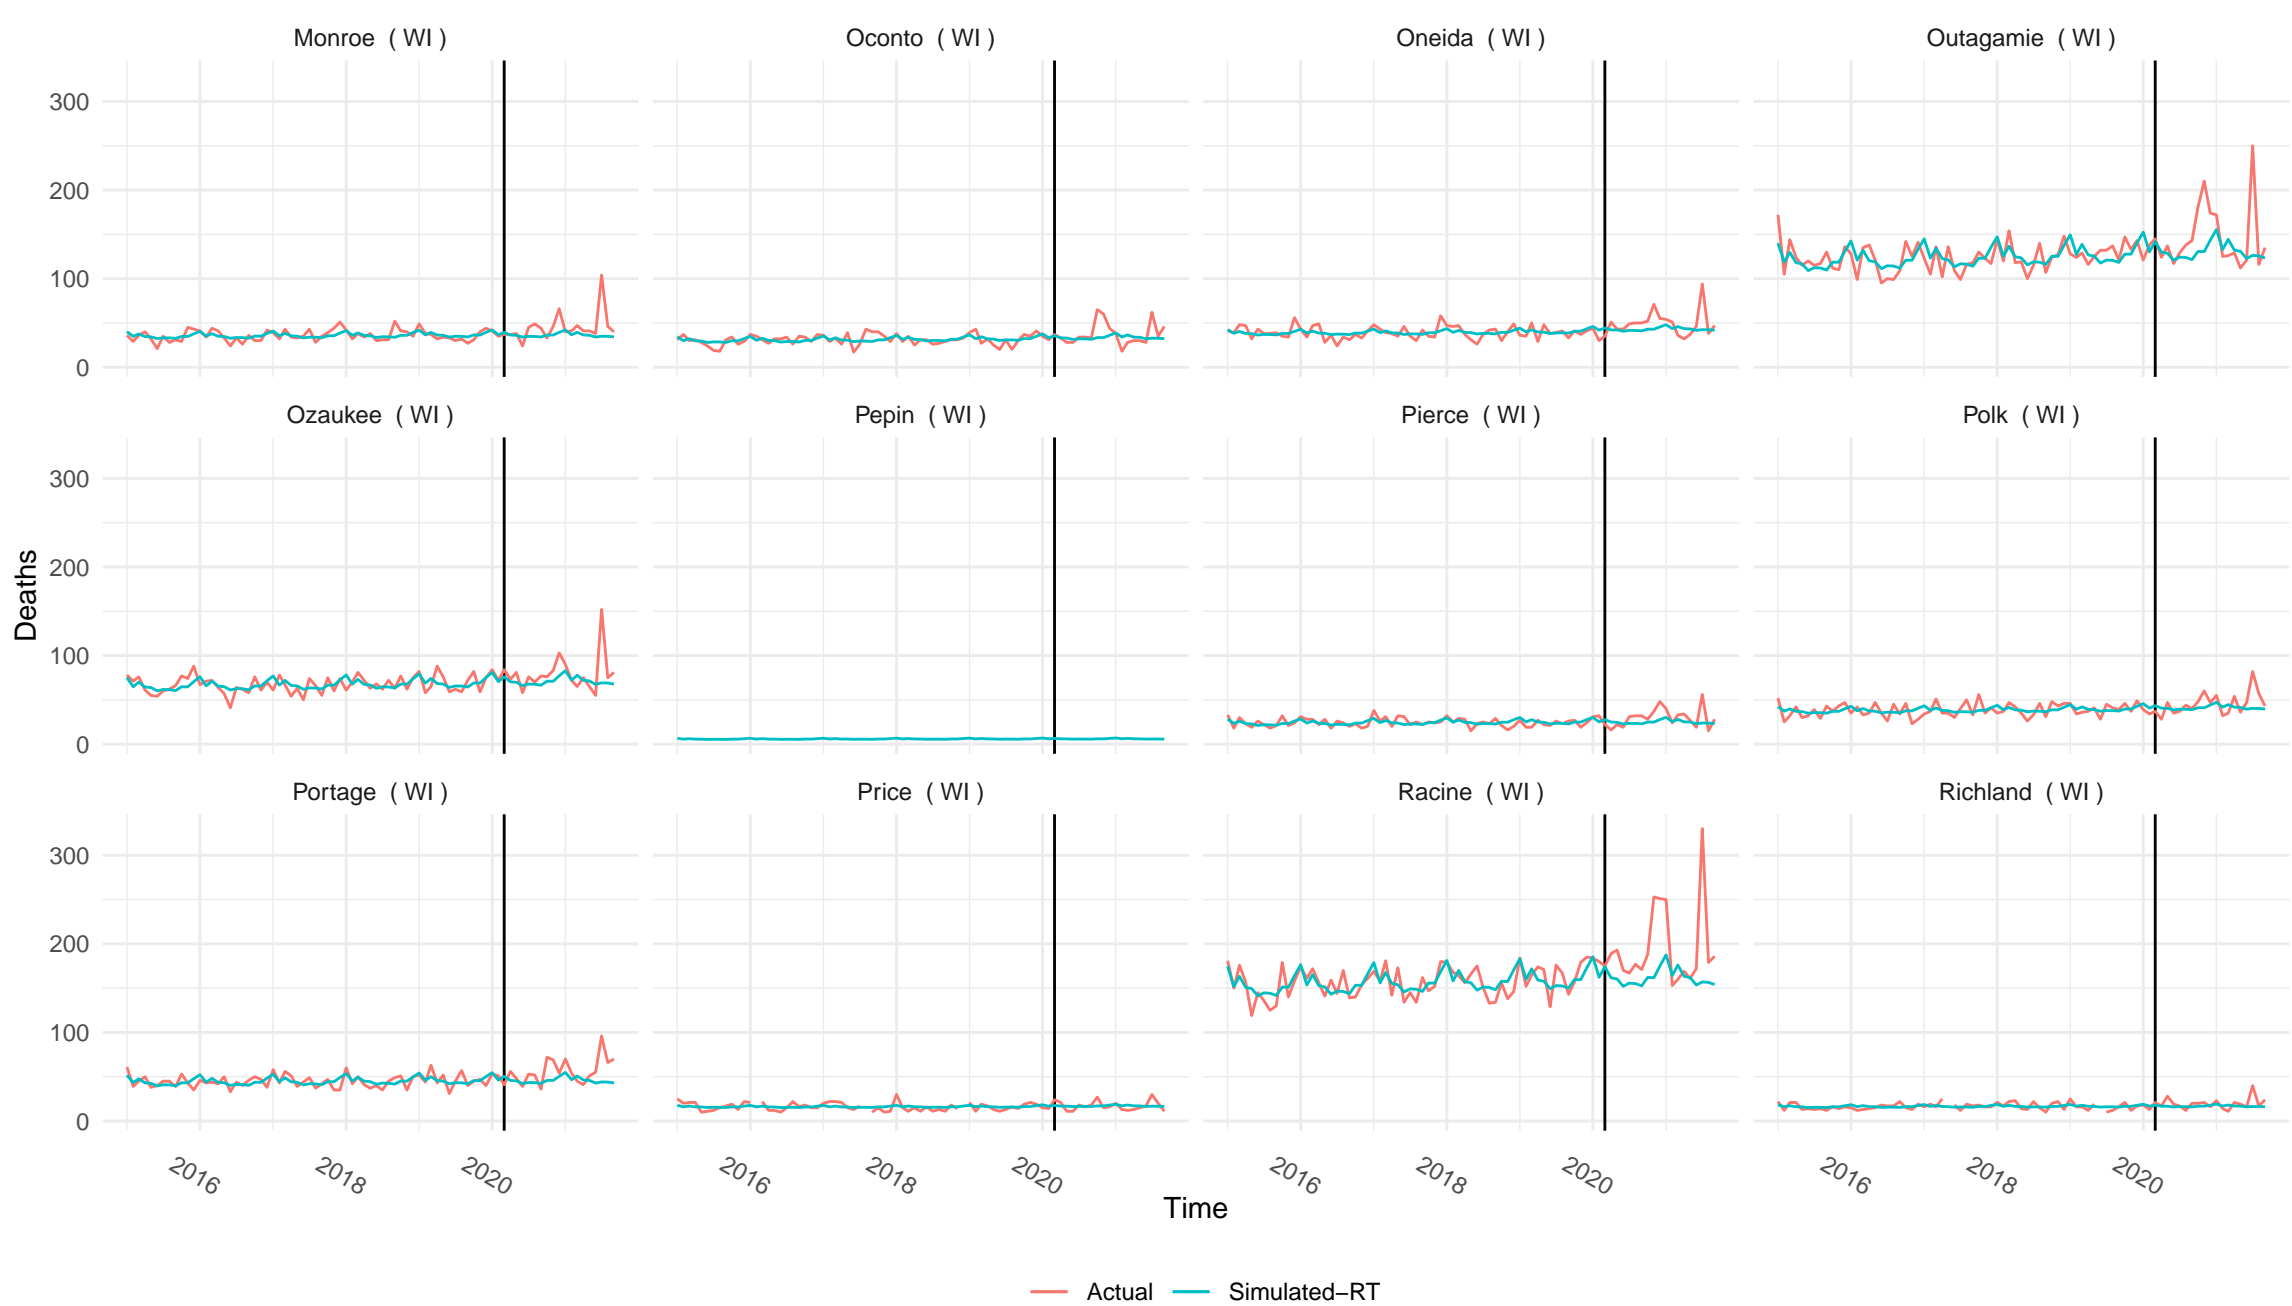 Monroe ( WI )
Oconto ( WI )
Oneida ( WI )
Outagamie ( WI )
300
200
100
0
Ozaukee ( WI )
Pepin ( WI )
Pierce ( WI )
Polk ( WI )
Deaths
300
200
100
0
Portage ( WI )
Price ( WI )
Racine ( WI )
Richland ( WI )
300
200
100
0
2016 2018 2020 2016 2018 2020 2016 2018 2020 2016 2018 2020
Time
Actual Simulated−RT